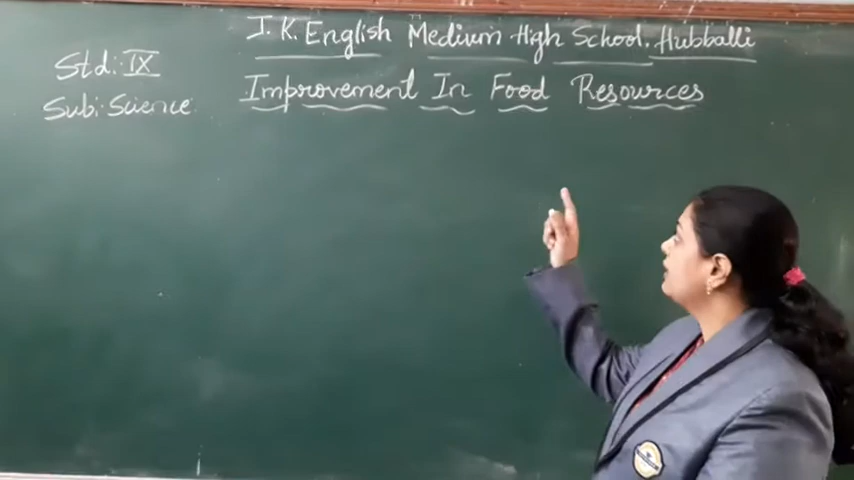 J.K. English Medium High School. Hubballi
Std: IX
Improvement In Food Resources
Sub: Science